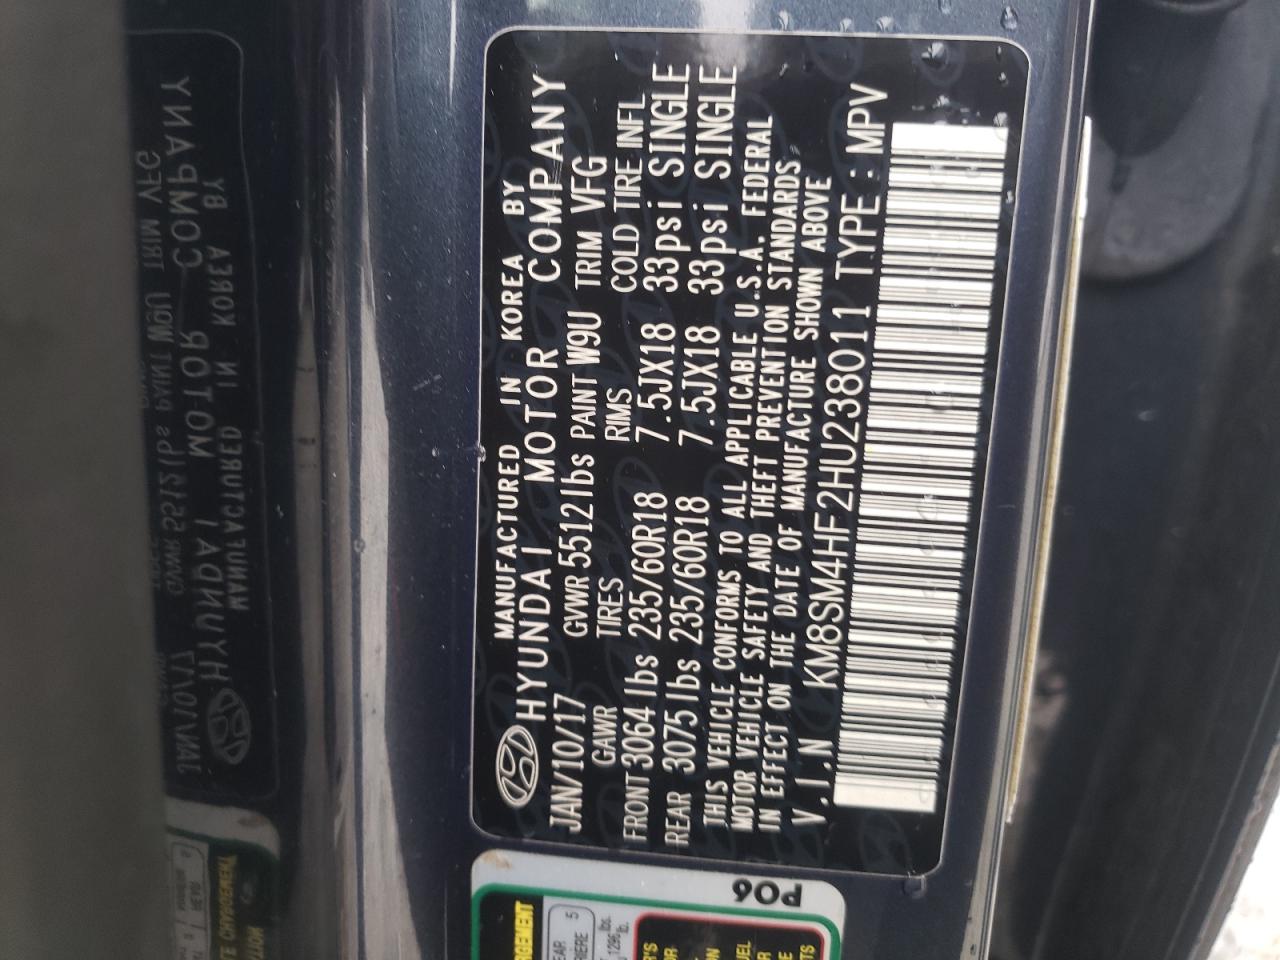 MANUFACTURED IN KOREA BY
HYUNDAI MOTOR COMPANY
JAN/10/17 GVWR 5512lbs PAINT W9U TRIM VFG
GAWR TIRES RIMS COLD TIRE INFL
FRONT 3064lbs 235/60R18 7.5JX18 33psi SINGLE
REAR 3075lbs 235/60R18 7.5JX18 33psi SINGLE
THIS VEHICLE CONFORMS TO ALL APPLICABLE U.S.A. FEDERAL
MOTOR VEHICLE SAFETY AND THEFT PREVENTION STANDARDS
IN EFFECT ON THE DATE OF MANUFACTURE SHOWN ABOVE
V.I.N KM8SM4HF2HU238011 TYPE : MPV
P06